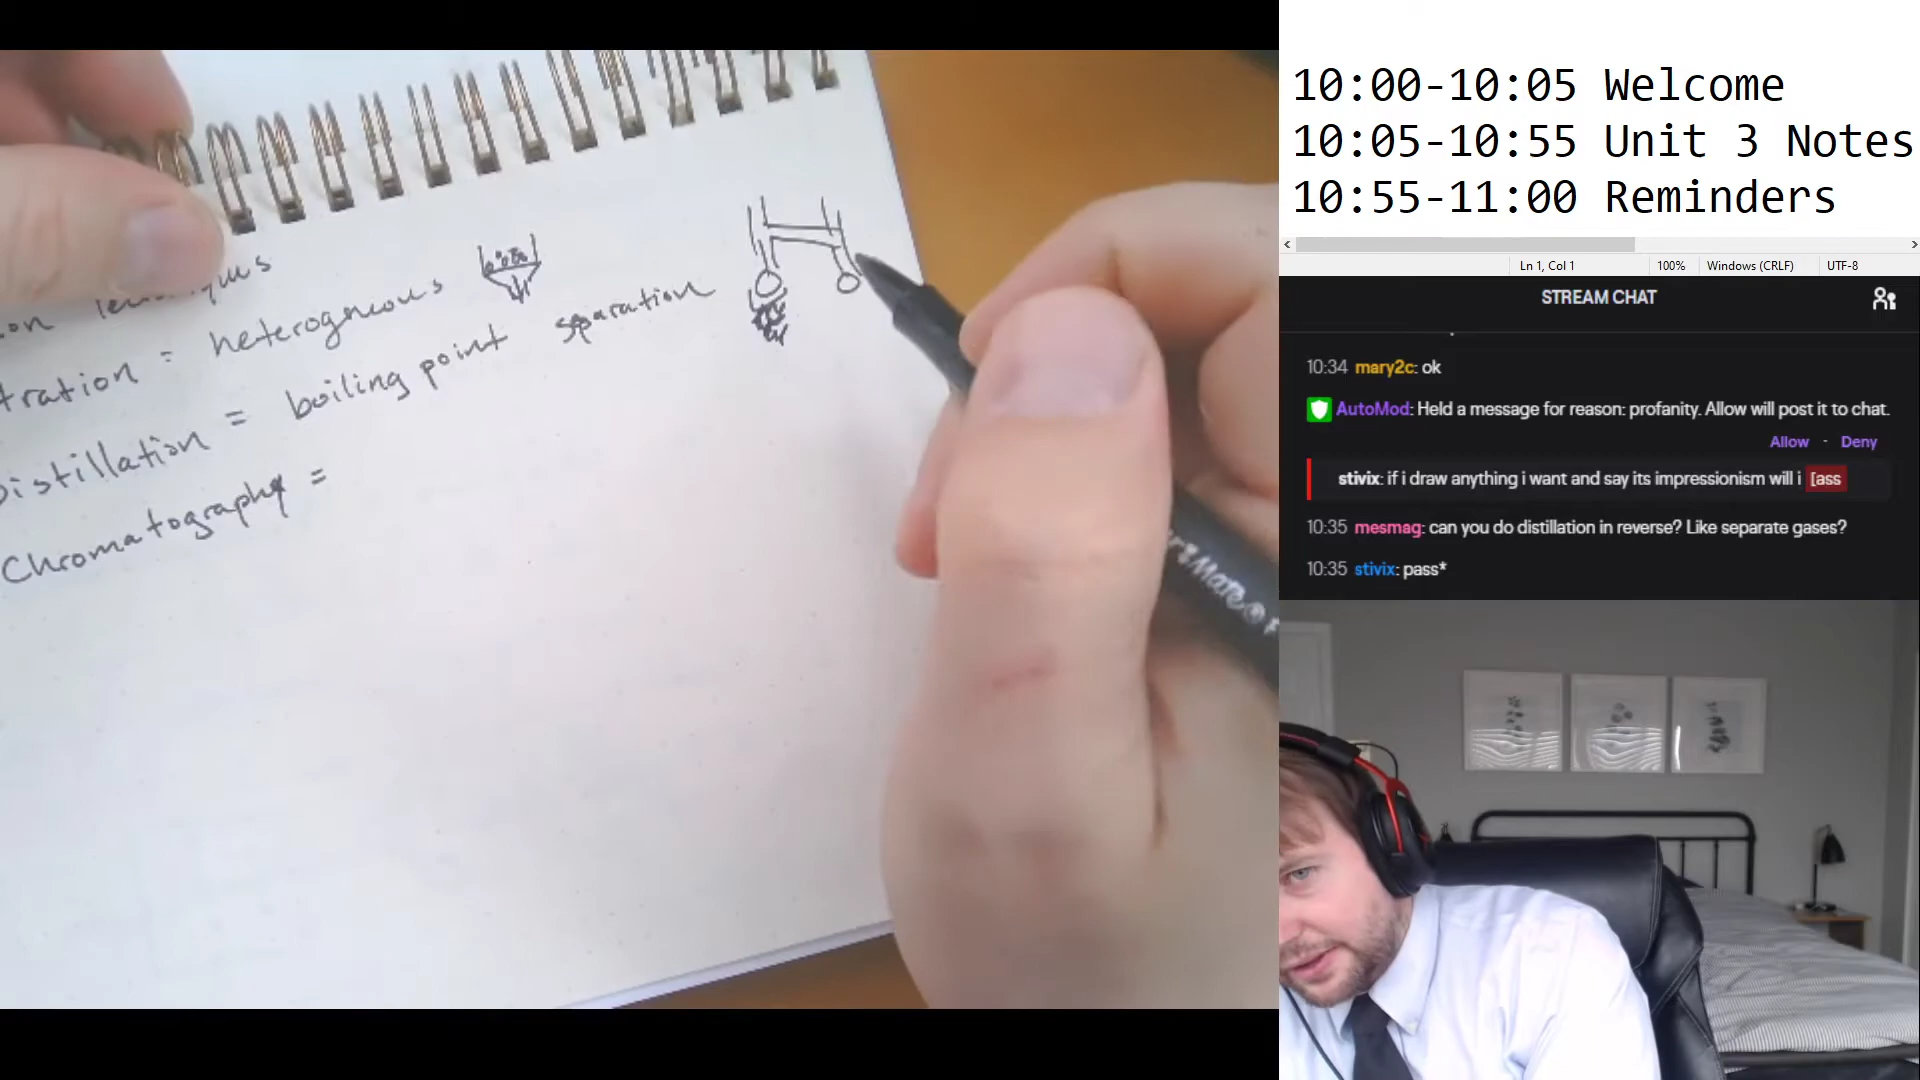 10:00-10:05 Welcome
10:05-10:55 Unit 3 Notes
10:55-11:00 Reminders
Ln 1, Col 1 100% Windows (CRLF) UTF-8
STREAM CHAT
10:34 mary2c: ok
AutoMod: Held a message for reason: profanity. Allow will post it to chat.
Allow - Deny
stivix: if i draw anything i want and say its impressionism will i [ass
10:35 mesmag: can you do distillation in reverse? Like separate gases?
10:35 stivix: pass*
tration = heterogneous
Distillation = boiling point separation
Chromatography =